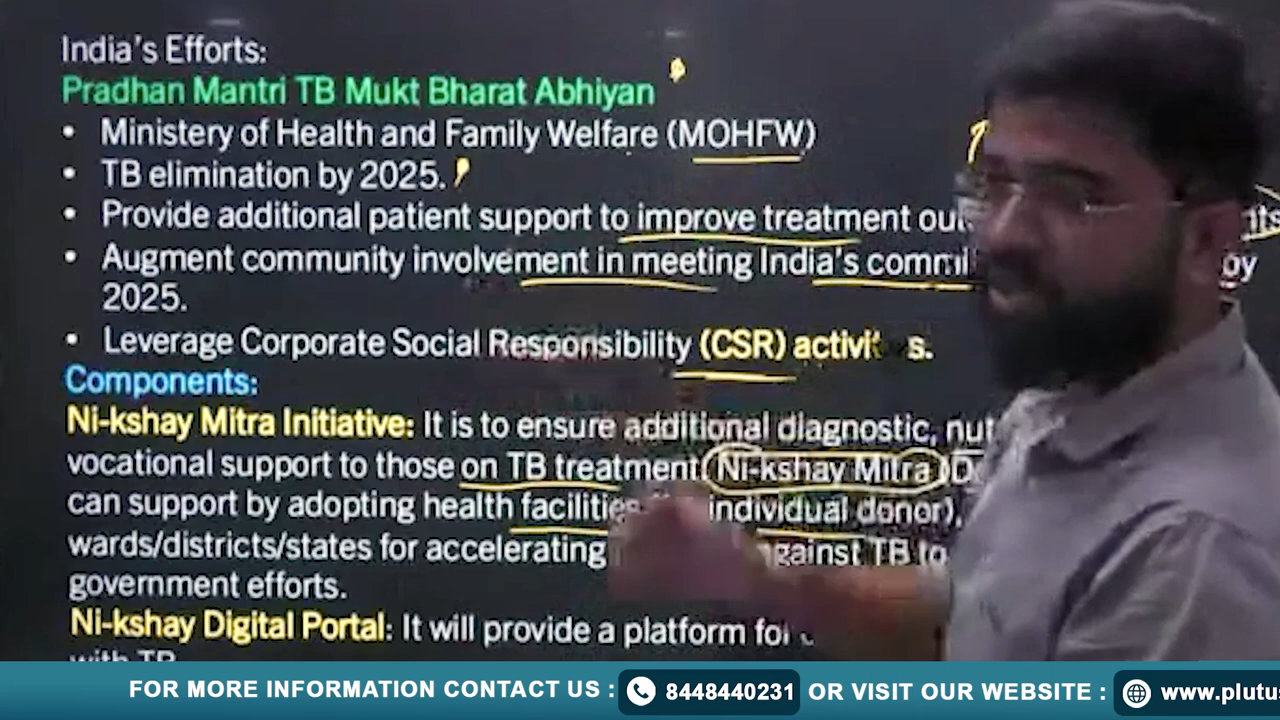 India's Efforts:
Pradhan Mantri TB Mukt Bharat Abhiyan
• Ministery of Health and Family Welfare (MOHFW)
• TB elimination by 2025.
• Provide additional patient support to improve treatment
• Augment community involvement in meeting India's by
2025.
• Leverage Corporate Social Responsibility (CSR)
Components:
Ni-kshay Mitra Initiative: It is to ensure additional diagnostic,
vocational support to those on TB treatment. Ni-kshay Mitra
can support by adopting health facilities individual donor),
wards/districts/states for accelerating against TB to
government efforts.
Ni-kshay Digital Portal: It will provide a platform for
with TB
FOR MORE INFORMATION CONTACT US : 8448440231 OR VISIT OUR WEBSITE :